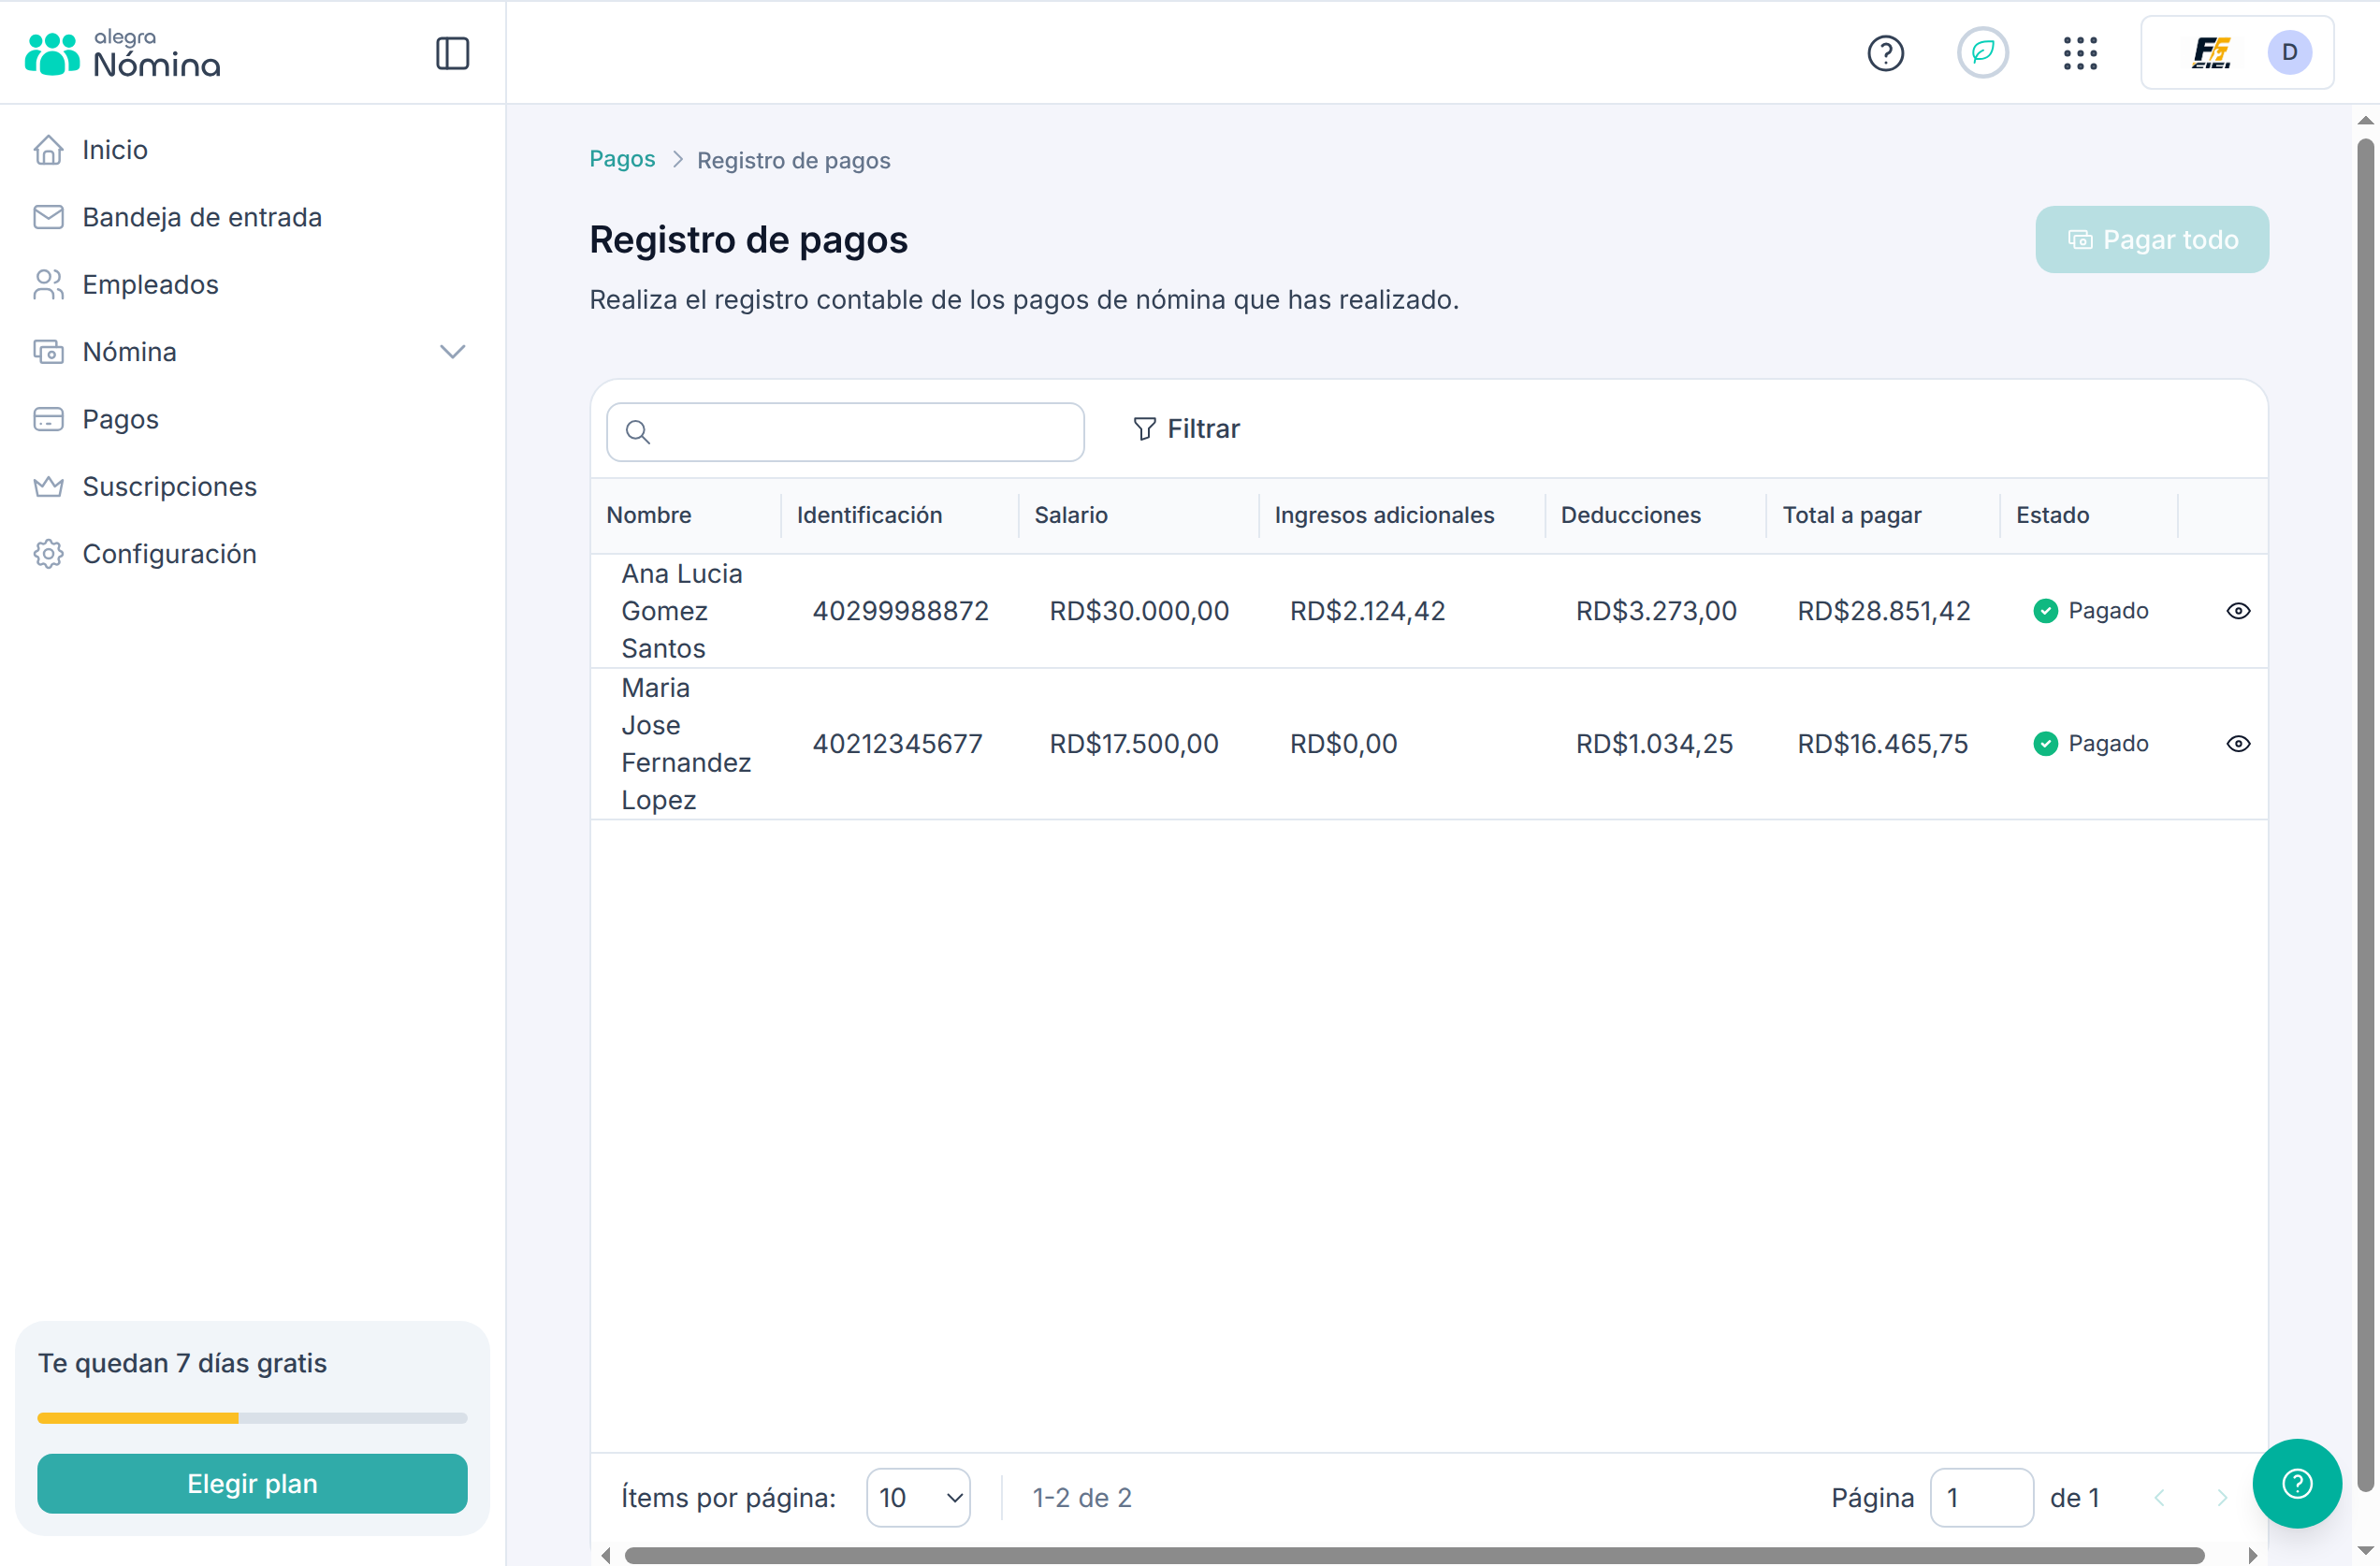 alegra
Nómina
D
Inicio
Bandeja de entrada
Empleados
Nómina
Pagos
Suscripciones
Configuración
Te quedan 7 días gratis
Elegir plan
Pagos
Registro de pagos
Registro de pagos
Pagar todo
Realiza el registro contable de los pagos de nómina que has realizado.
Filtrar
Nombre Identificación Salario Ingresos adicionales Deducciones Total a pagar Estado
Ana Lucia
Gomez
Santos
40299988872 RD$30.000,00 RD$2.124,42 RD$3.273,00 RD$28.851,42 Pagado
Maria
Jose
Fernandez
Lopez
40212345677 RD$17.500,00 RD$0,00 RD$1.034,25 RD$16.465,75 Pagado
Ítems por página: 10 1-2 de 2 Página 1 de 1